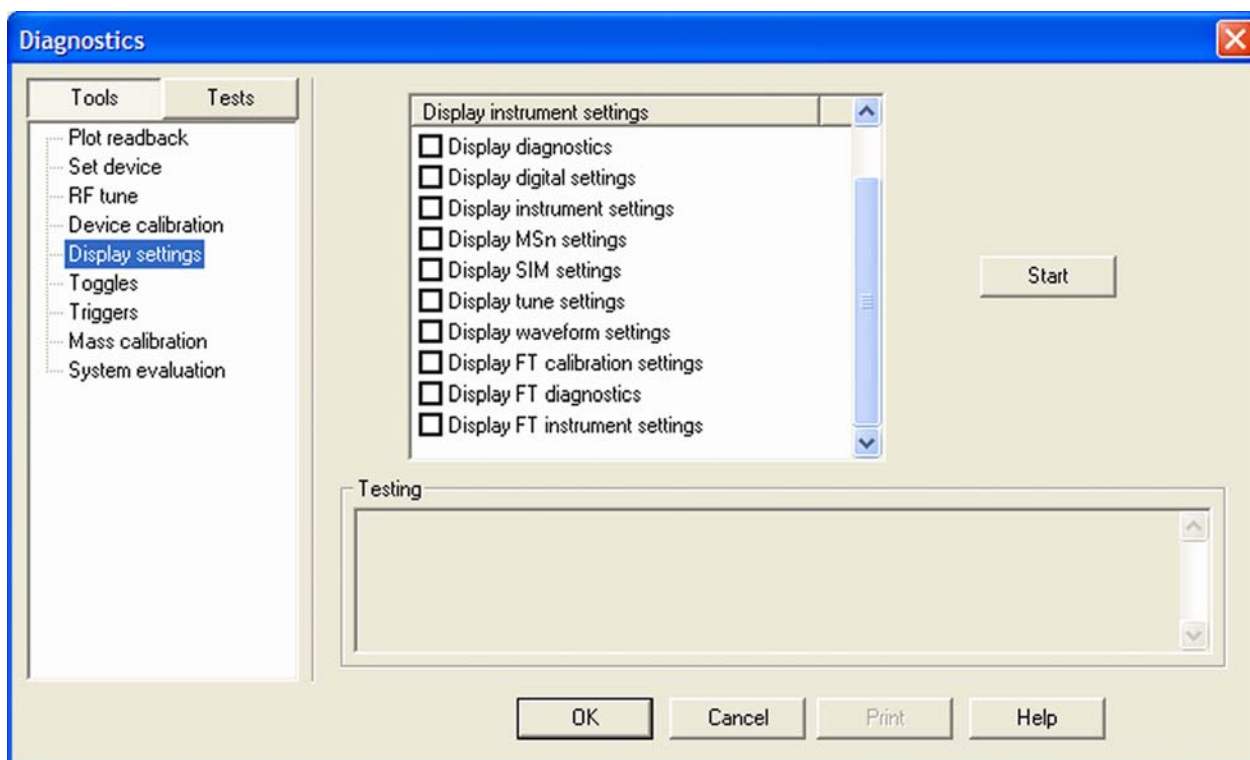 Diagnostics
Tools
Tests
Plot readback
Set device
RF tune
Device calibration
Display settings
Toggles
Triggers
Mass calibration
System evaluation
Display instrument settings
Display diagnostics
Display digital settings
Display instrument settings
Display MSn settings
Display SIM settings
Display tune settings
Display waveform settings
Display FT calibration settings
Display FT diagnostics
Display FT instrument settings
Start
Testing
OK
Cancel
Print
Help